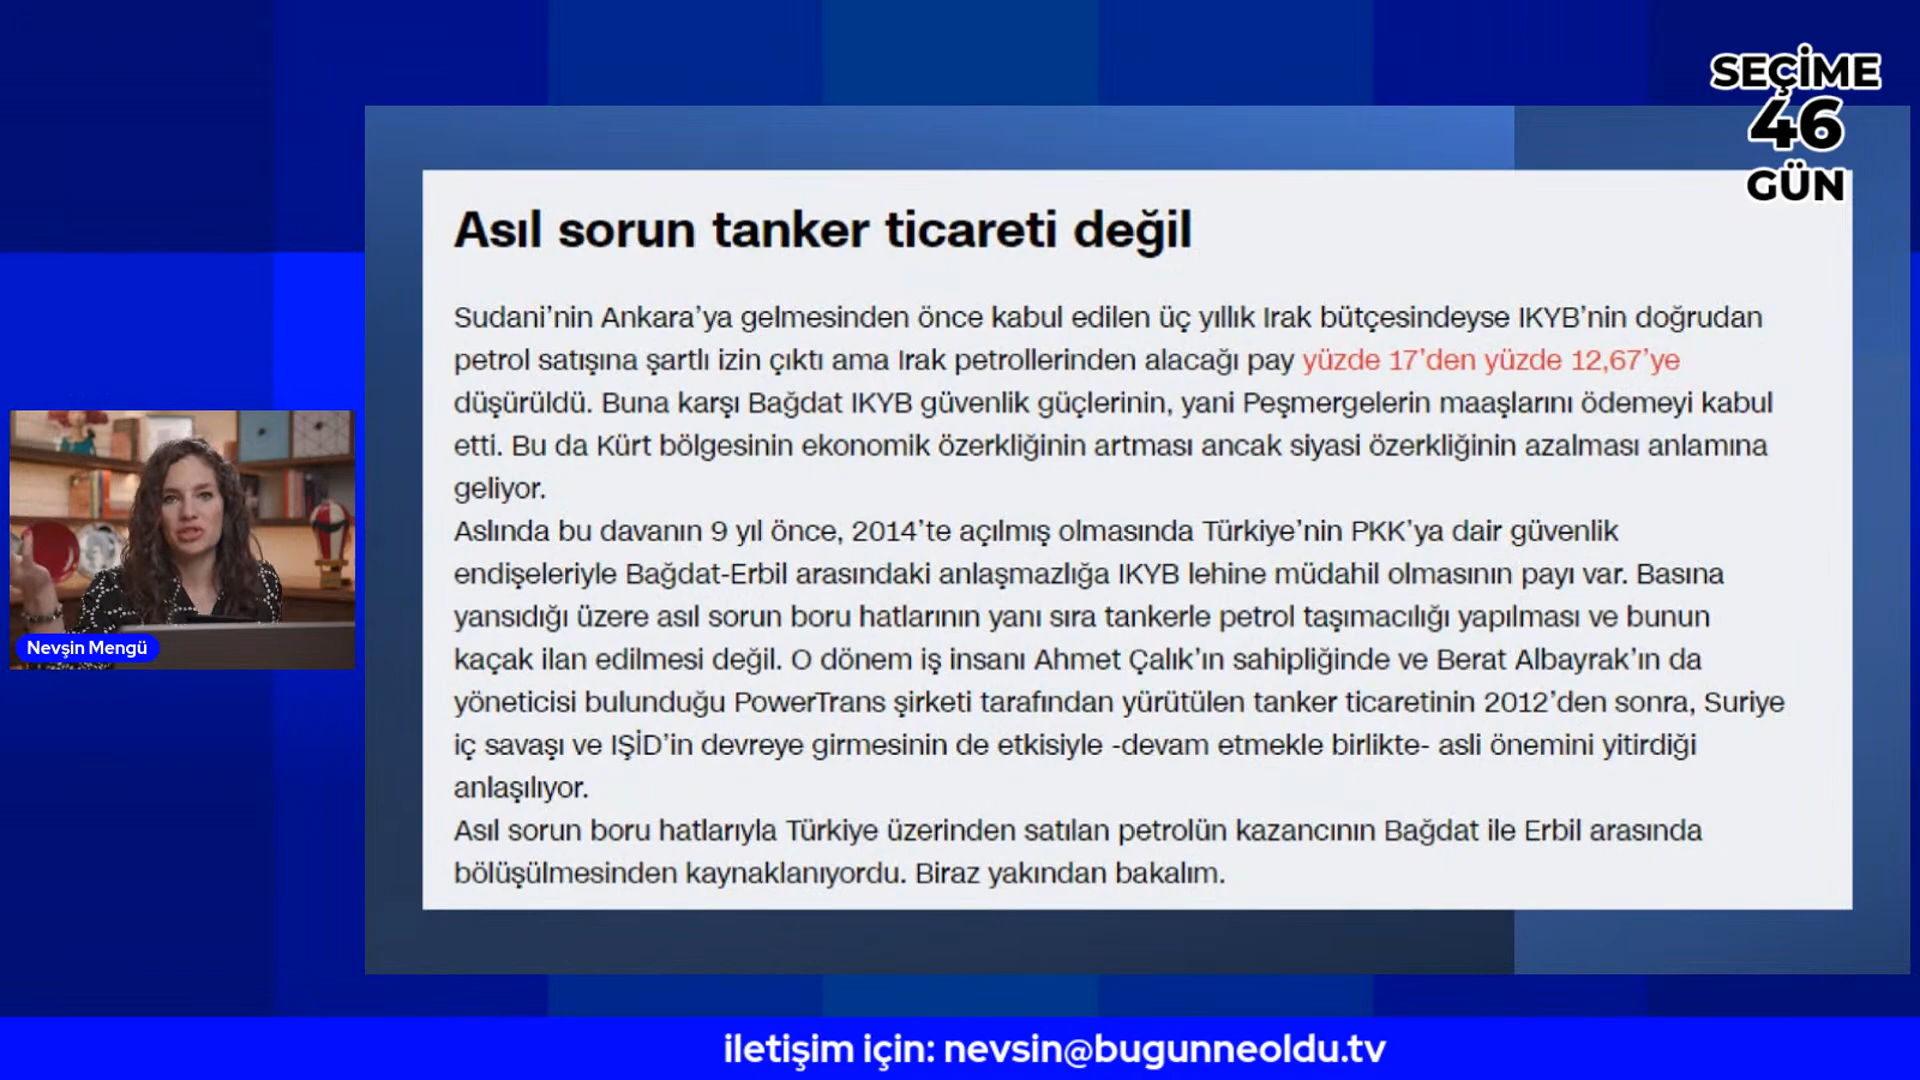 SEÇİME
46
GÜN
Asıl sorun tanker ticareti değil
Sudani’nin Ankara’ya gelmesinden önce kabul edilen üç yıllık Irak bütçesindeyse IKYB’nin doğrudan
petrol satışına şartlı izin çıktı ama Irak petrollerinden alacağı pay yüzde 17’den yüzde 12,67’ye
düşürüldü. Buna karşı Bağdat IKYB güvenlik güçlerinin, yani Peşmergelerin maaşlarını ödemeyi kabul
etti. Bu da Kürt bölgesinin ekonomik özerkliğinin artması ancak siyasi özerkliğinin azalması anlamına
geliyor.
Aslında bu davanın 9 yıl önce, 2014’te açılmış olmasında Türkiye’nin PKK’ya dair güvenlik
endişeleriyle Bağdat-Erbil arasındaki anlaşmazlığa IKYB lehine müdahil olmasının payı var. Basına
yansıdığı üzere asıl sorun boru hatlarının yanı sıra tankerle petrol taşımacılığı yapılması ve bunun
kaçak ilan edilmesi değil. O dönem iş insanı Ahmet Çalık’ın sahipliğinde ve Berat Albayrak’ın da
yöneticisi bulunduğu PowerTrans şirketi tarafından yürütülen tanker ticaretinin 2012’den sonra, Suriye
iç savaşı ve IŞİD’in devreye girmesinin de etkisiyle -devam etmekle birlikte- asli önemini yitirdiği
anlaşılıyor.
Asıl sorun boru hatlarıyla Türkiye üzerinden satılan petrolün kazancının Bağdat ile Erbil arasında
bölüşülmesinden kaynaklanıyordu. Biraz yakından bakalım.
Nevşin Mengü
iletişim için: nevsin@bugunneoldu.tv